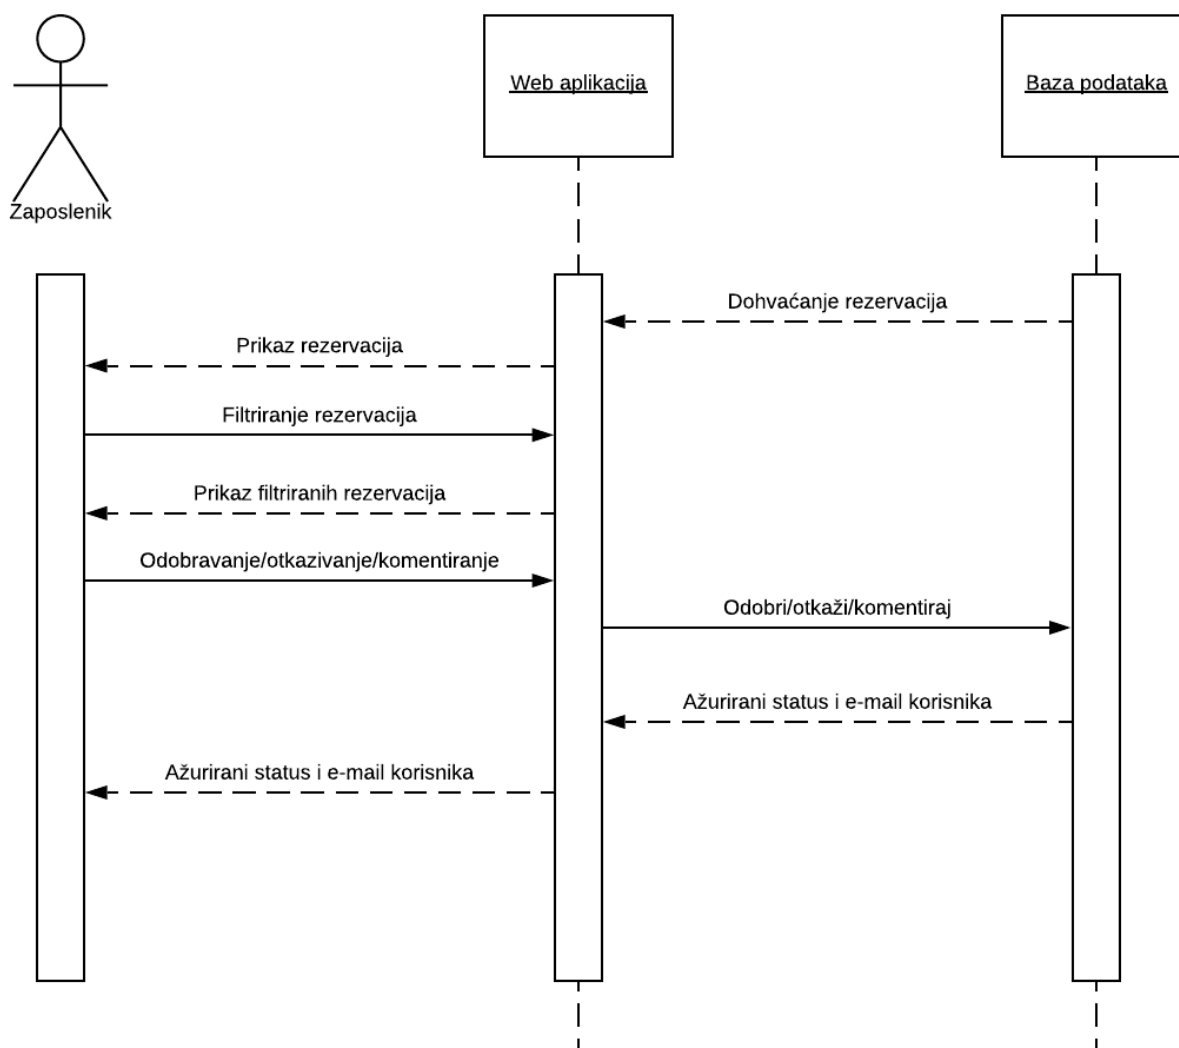 Web aplikacija
Baza podataka
Zaposlenik
Dohvaćanje rezervacija
Prikaz rezervacija
Filtriranje rezervacija
Prikaz filtriranih rezervacija
Odobravanje/otkazivanje/komentiranje
Odobri/otkaži/komentiraj
Ažurirani status i e-mail korisnika
Ažurirani status i e-mail korisnika